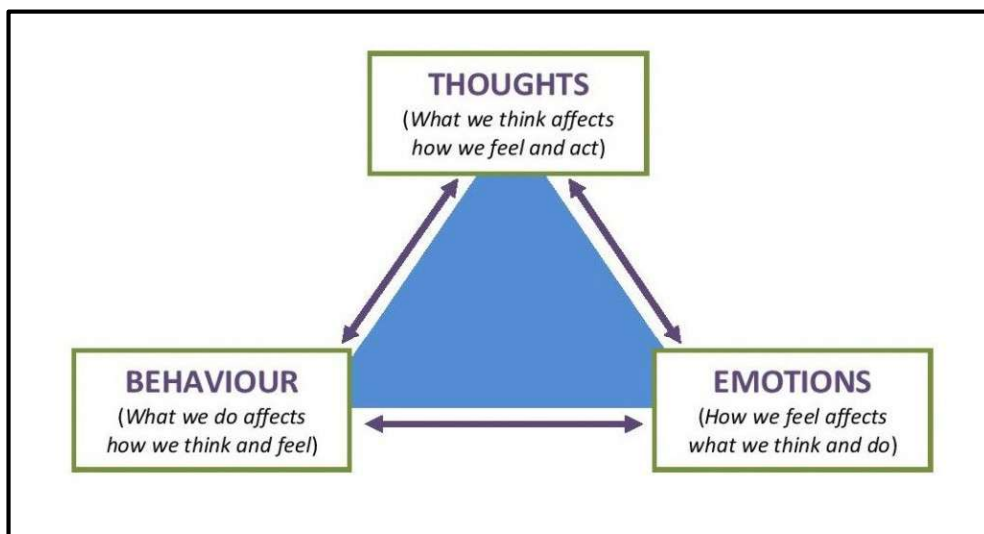 THOUGHTS
(What we think affects
how we feel and act)
BEHAVIOUR
(What we do affects
how we think and feel)
EMOTIONS
(How we feel affects
what we think and do)